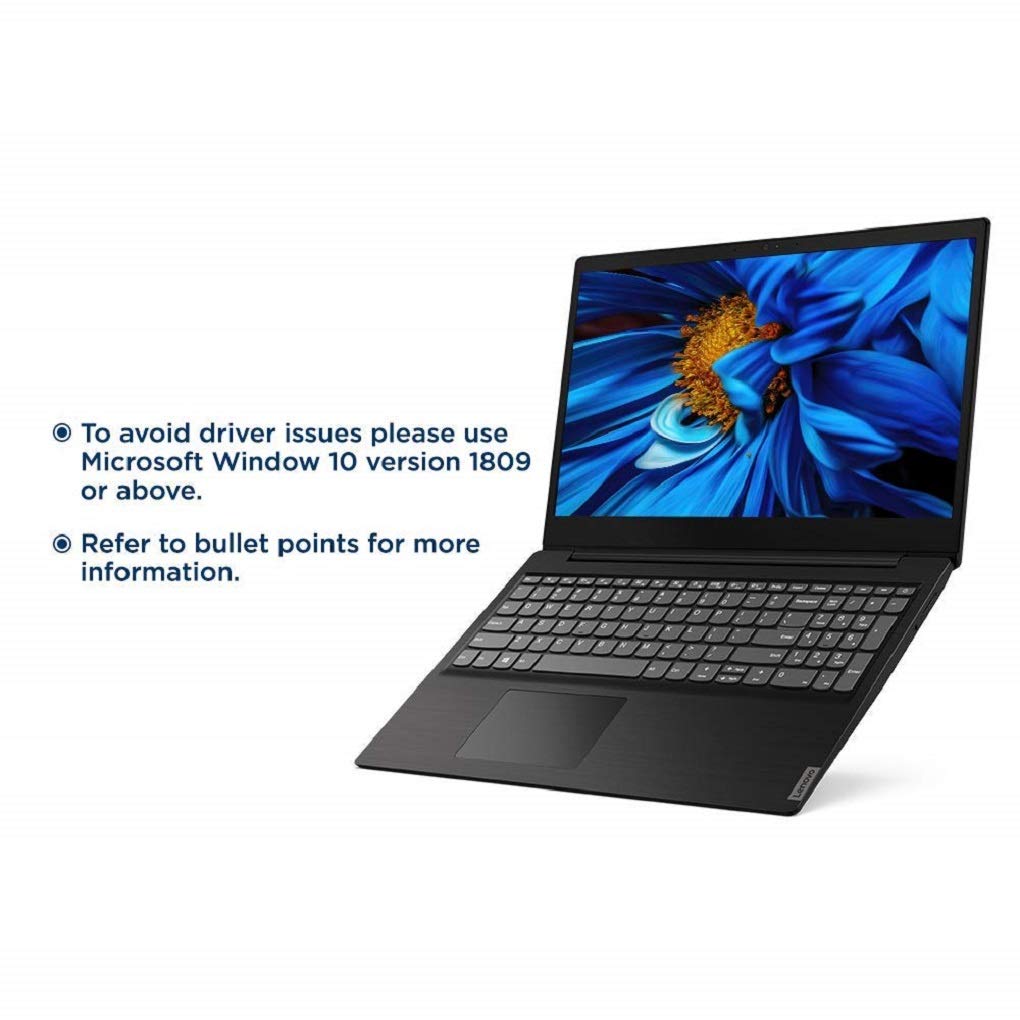 To avoid driver issues please use
Microsoft Window 10 version 1809
or above.
Refer to bullet points for more
information.
Lenovo